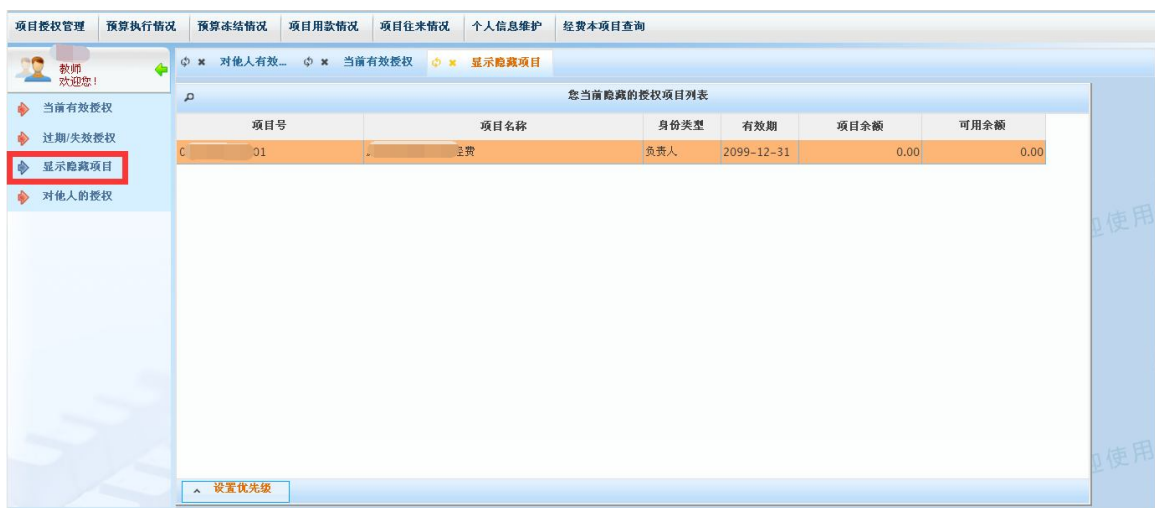 项目授权管理 预算执行情况 预算冻结情况 项目用款情况 项目往来情况 个人信息维护 经费本项目查询
教师
欢迎您!
当前有效授权
过期/失效授权
显示隐藏项目
对他人的授权
对他人有效... 当前有效授权 显示隐藏项目
您当前隐藏的授权项目列表
项目号 项目名称 身份类型 有效期 项目余额 可用余额
01 经费 负责人 2099-12-31 0.00 0.00
设置优先级
迎使用
迎使用